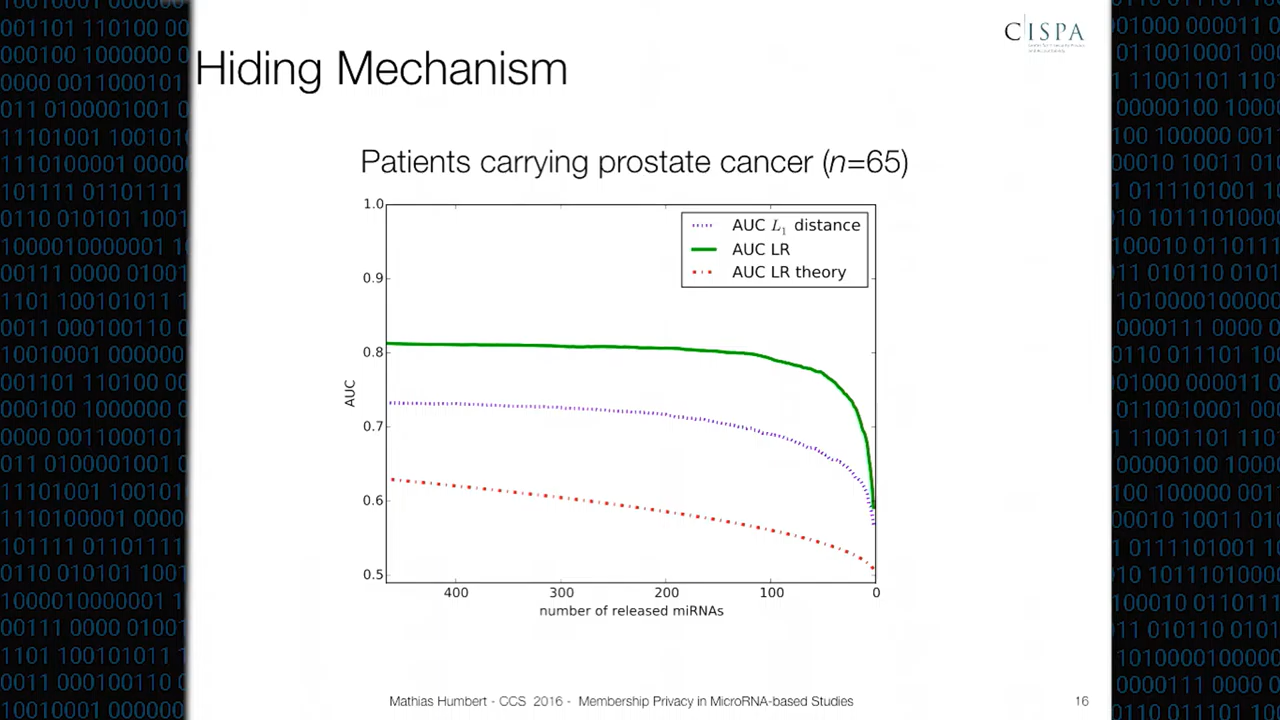 CISPA
Hiding Mechanism
Patients carrying prostate cancer (n=65)
1.0
0.9
0.8
0.7
0.6
0.5
AUC
AUC L1 distance
AUC LR
AUC LR theory
400 300 200 100 0
number of released miRNAs
Mathias Humbert - CCS 2016 - Membership Privacy in MicroRNA-based Studies
16